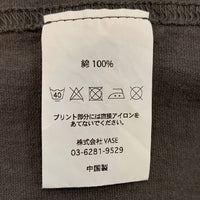 綿 100%
40
プリント部分には直接アイロンを
あてないでください。
株式会社 VASE
03-6281-9529
中国製